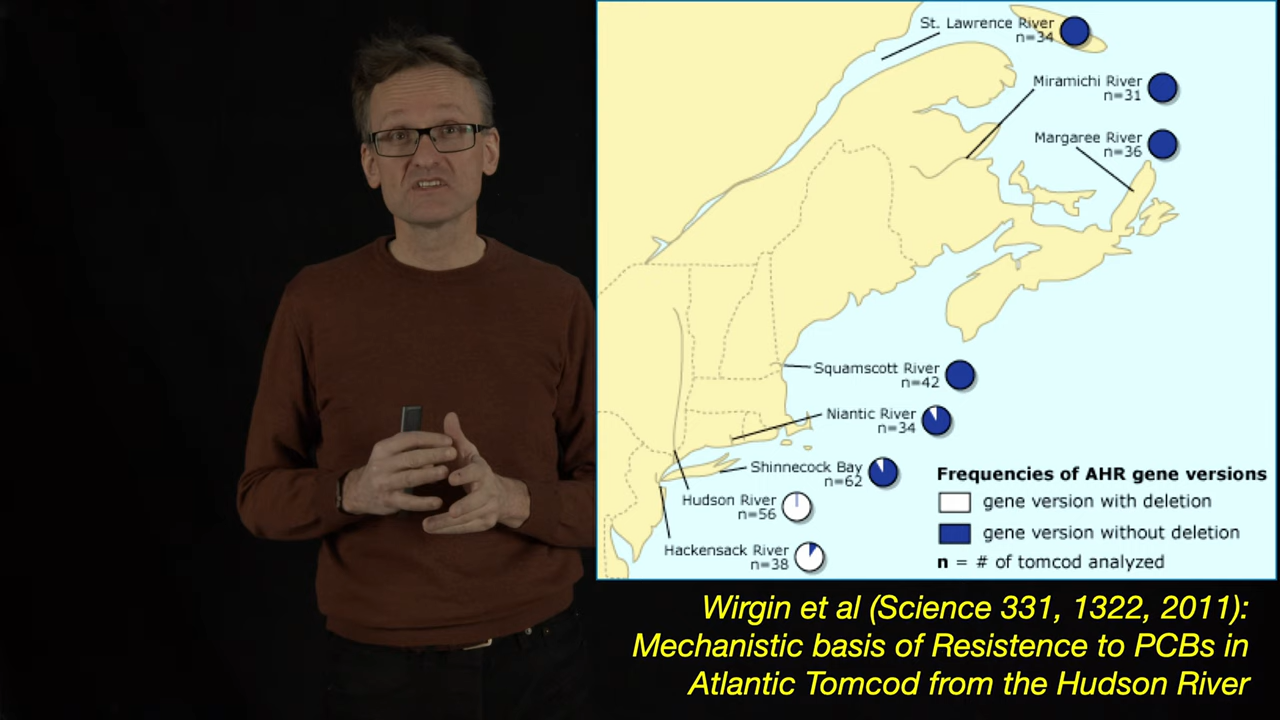 St. Lawrence River
n=34
Miramichi River
n=31
Margaree River
n=36
Squamscott River
n=42
Niantic River
n=34
Shinnecock Bay
n=62
Hudson River
n=56
Hackensack River
n=38
Frequencies of AHR gene versions
gene version with deletion
gene version without deletion
n = # of tomcod analyzed
Wirgin et al (Science 331, 1322, 2011):
Mechanistic basis of Resistence to PCBs in
Atlantic Tomcod from the Hudson River